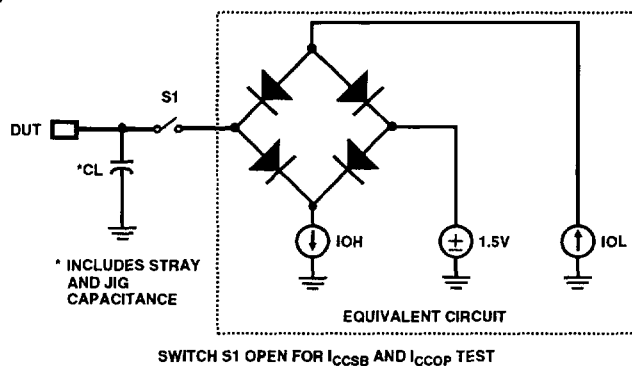 S1
DUT
*CL
IOH
± 1.5V
IOL
* INCLUDES STRAY
AND JIG
CAPACITANCE
EQUIVALENT CIRCUIT
SWITCH S1 OPEN FOR ICCSB AND ICCOP TEST